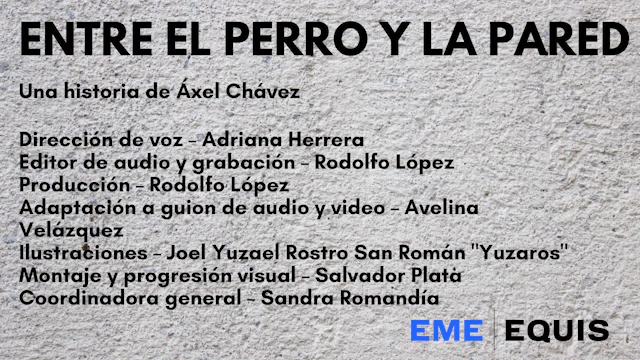 ENTRE EL PERRO Y LA PARED
Una historia de Áxel Chávez
Dirección de voz – Adriana Herrera
Editor de audio y grabación – Rodolfo López
Producción – Rodolfo López
Adaptación a guion de audio y video – Avelina
Velázquez
Ilustraciones – Joel Yuzael Rostro San Román "Yuzaros"
Montaje y progresión visual – Salvador Plata
Coordinadora general – Sandra Romandía
EME EQUIS